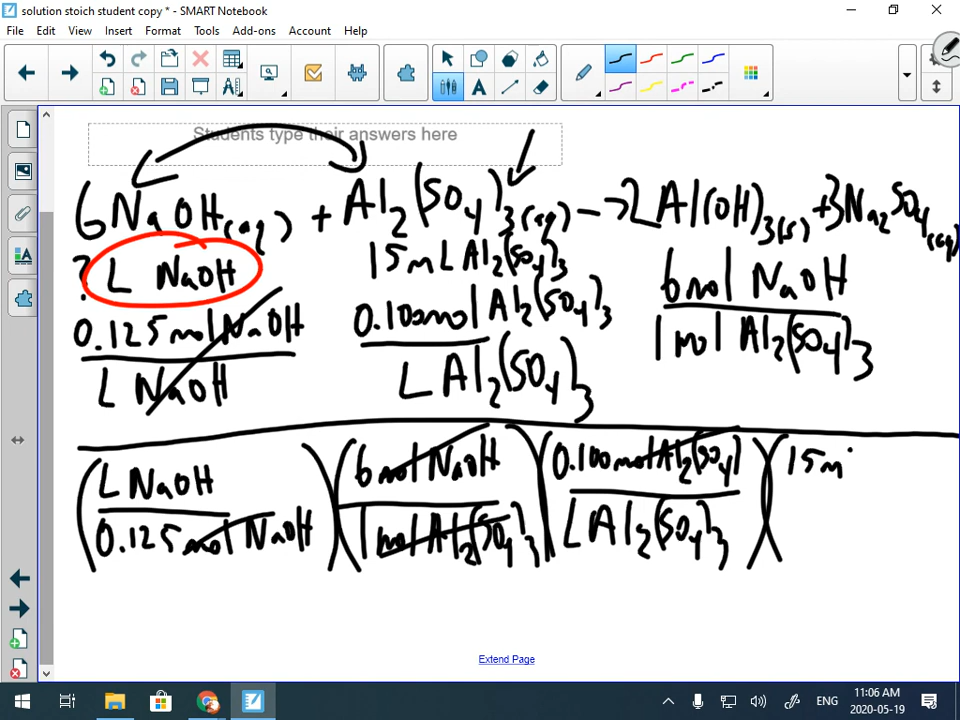 solution stoich student copy * - SMART Notebook
File Edit View Insert Format Tools Add-ons Account Help
Students type their answers here
6NaOH(aq) + Al2(SO4)3(aq) → 2Al(OH)3(s) + 3Na2SO4(aq)
? L NaOH
15mL Al2(SO4)3
6mol NaOH
1 mol Al2(SO4)3
0.125mol NaOH
L NaOH
0.100mol Al2(SO4)3
L Al2(SO4)3
(L NaOH) (6mol NaOH) (0.100mol Al2(SO4) ) (15m
0.125mol NaOH 1mol Al2(SO4)3 L Al2(SO4)3
Extend Page
ENG
11:06 AM
2020-05-19